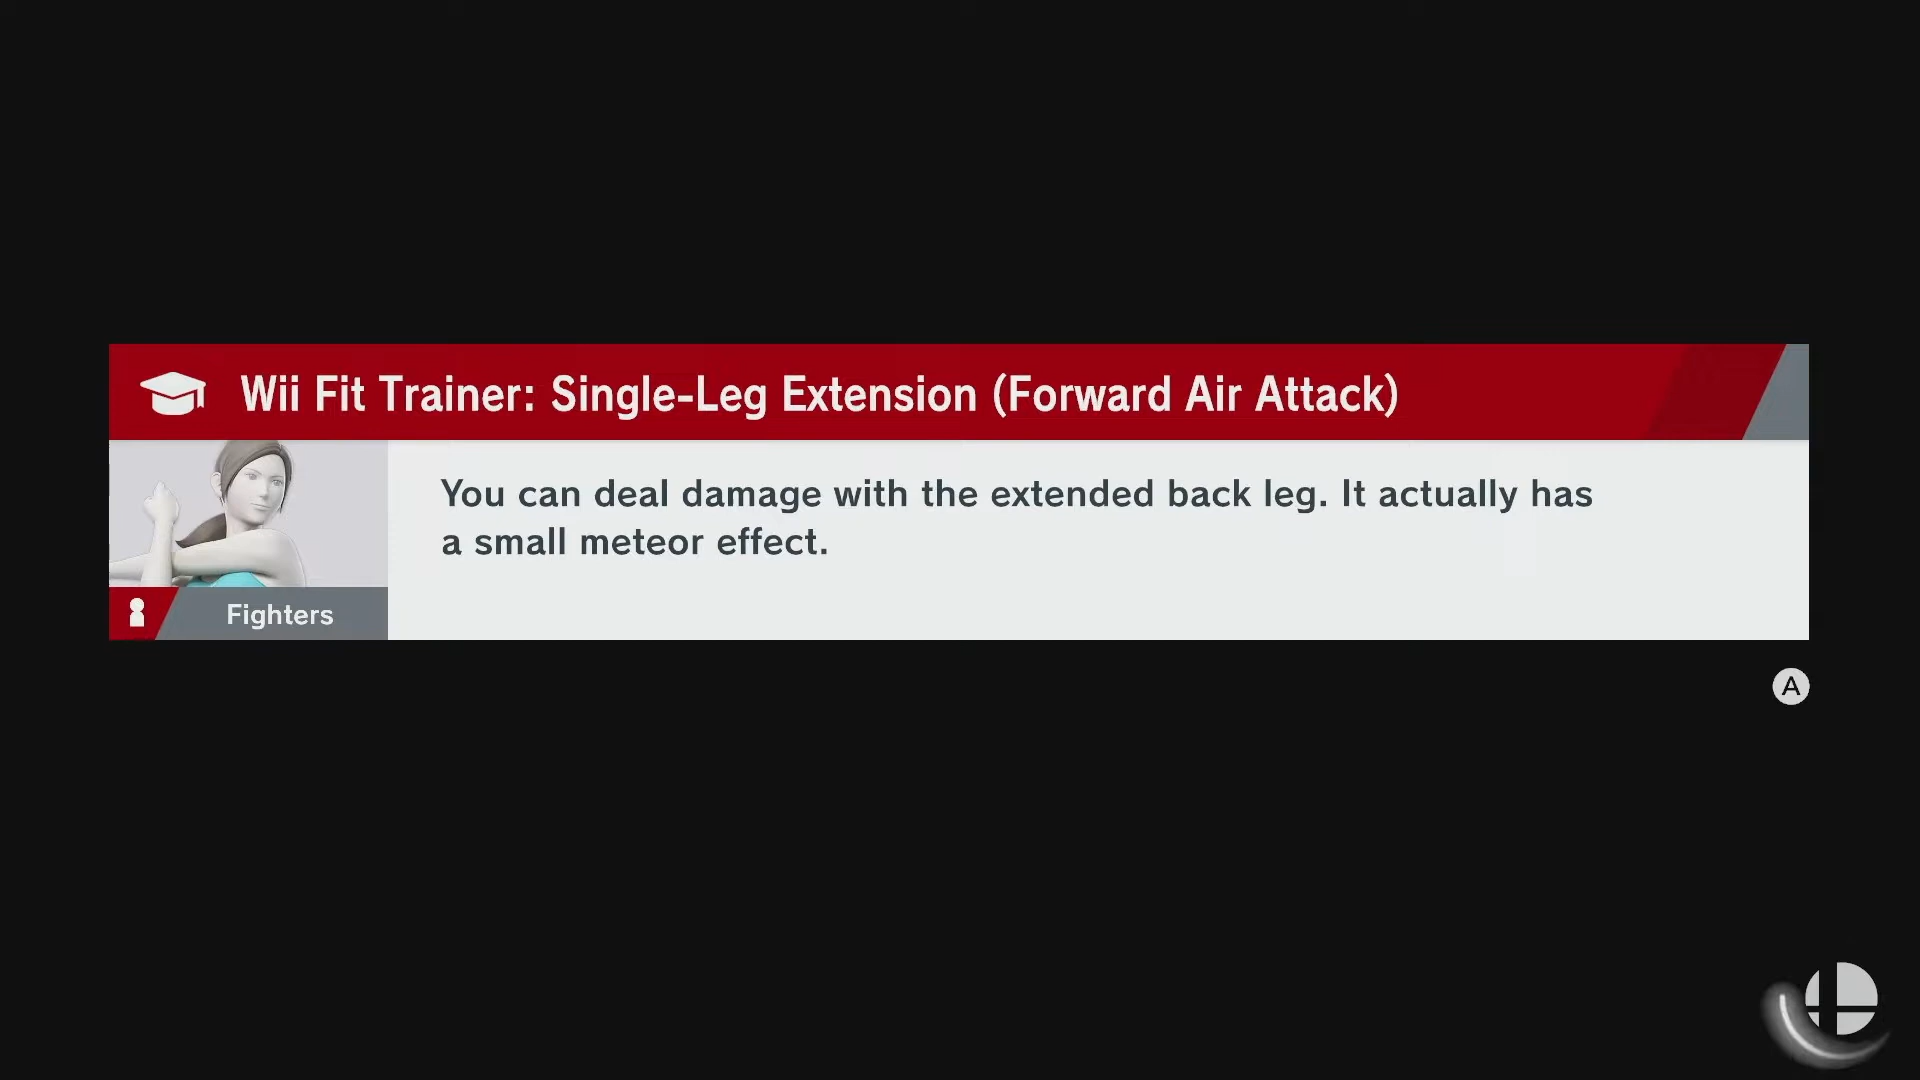 Wii Fit Trainer: Single-Leg Extension (Forward Air Attack)
You can deal damage with the extended back leg. It actually has
a small meteor effect.
Fighters
A